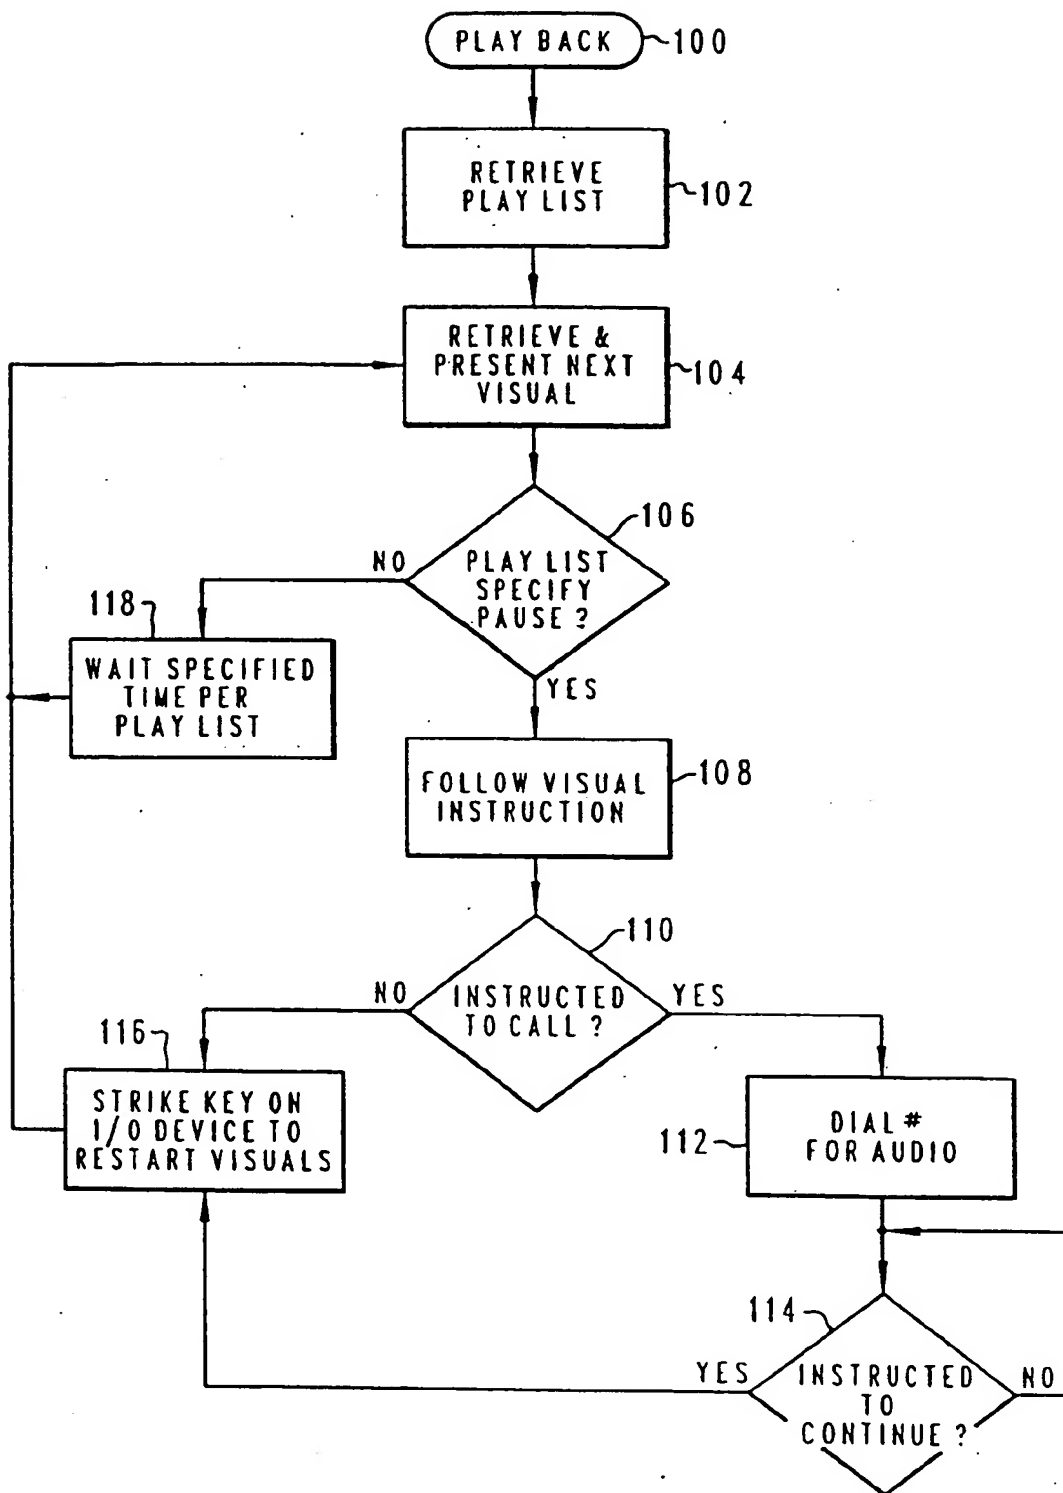 PLAY BACK
100
RETRIEVE
PLAY LIST
102
RETRIEVE &
PRESENT NEXT
VISUAL
104
106
PLAY LIST
SPECIFY
PAUSE ?
NO
YES
118
WAIT SPECIFIED
TIME PER
PLAY LIST
FOLLOW VISUAL
INSTRUCTION
108
110
INSTRUCTED
TO CALL ?
NO
YES
116
STRIKE KEY ON
I/O DEVICE TO
RESTART VISUALS
112
DIAL #
FOR AUDIO
114
INSTRUCTED
TO
CONTINUE ?
YES
NO